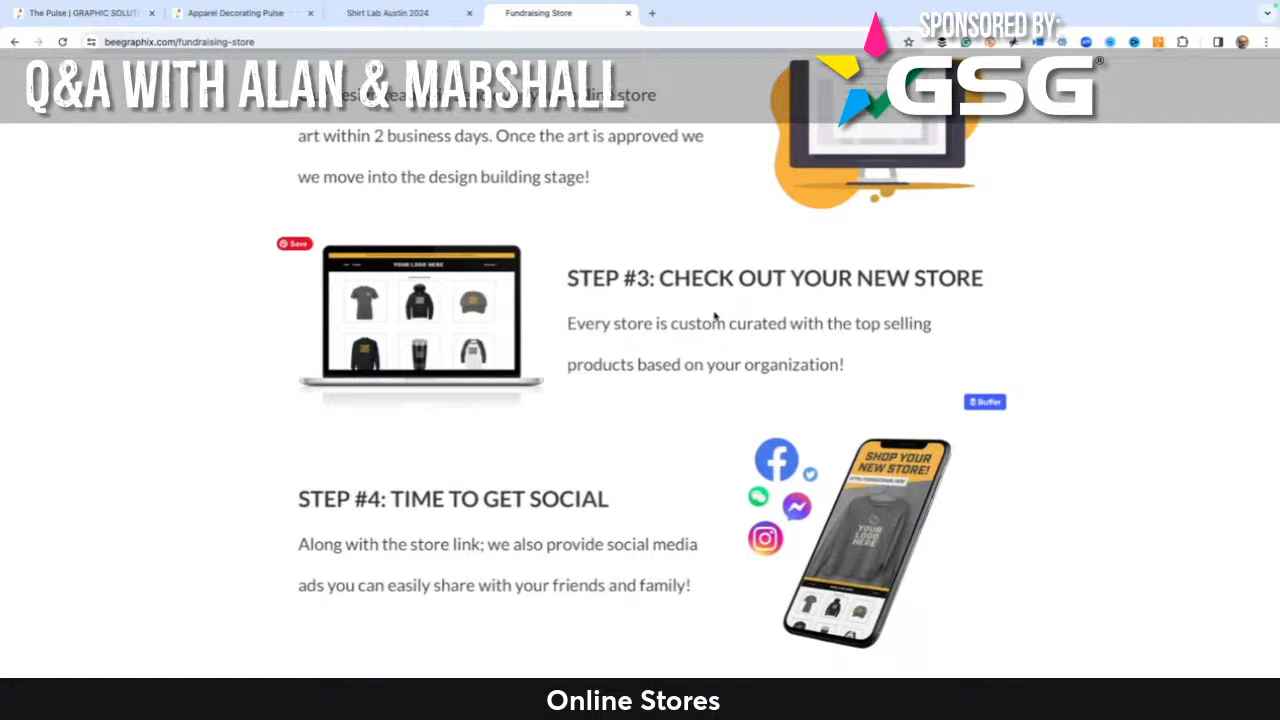 The Pulse | GRAPHIC SOLUT
Apparel Decorating Pulse
Shirt Lab Austin 2024
Fundraising Store
beegraphix.com/fundraising-store
SPONSORED BY:
GSG®
Q&A WITH ALAN & MARSHALL
store
art within 2 business days. Once the art is approved we
we move into the design building stage!
Save
YOUR LOGO HERE
STEP #3: CHECK OUT YOUR NEW STORE
Every store is custom curated with the top selling
products based on your organization!
Buffer
SHOP YOUR
NEW STORE!
YOUR
LOGO
HERE
STEP #4: TIME TO GET SOCIAL
Along with the store link; we also provide social media
ads you can easily share with your friends and family!
Online Stores